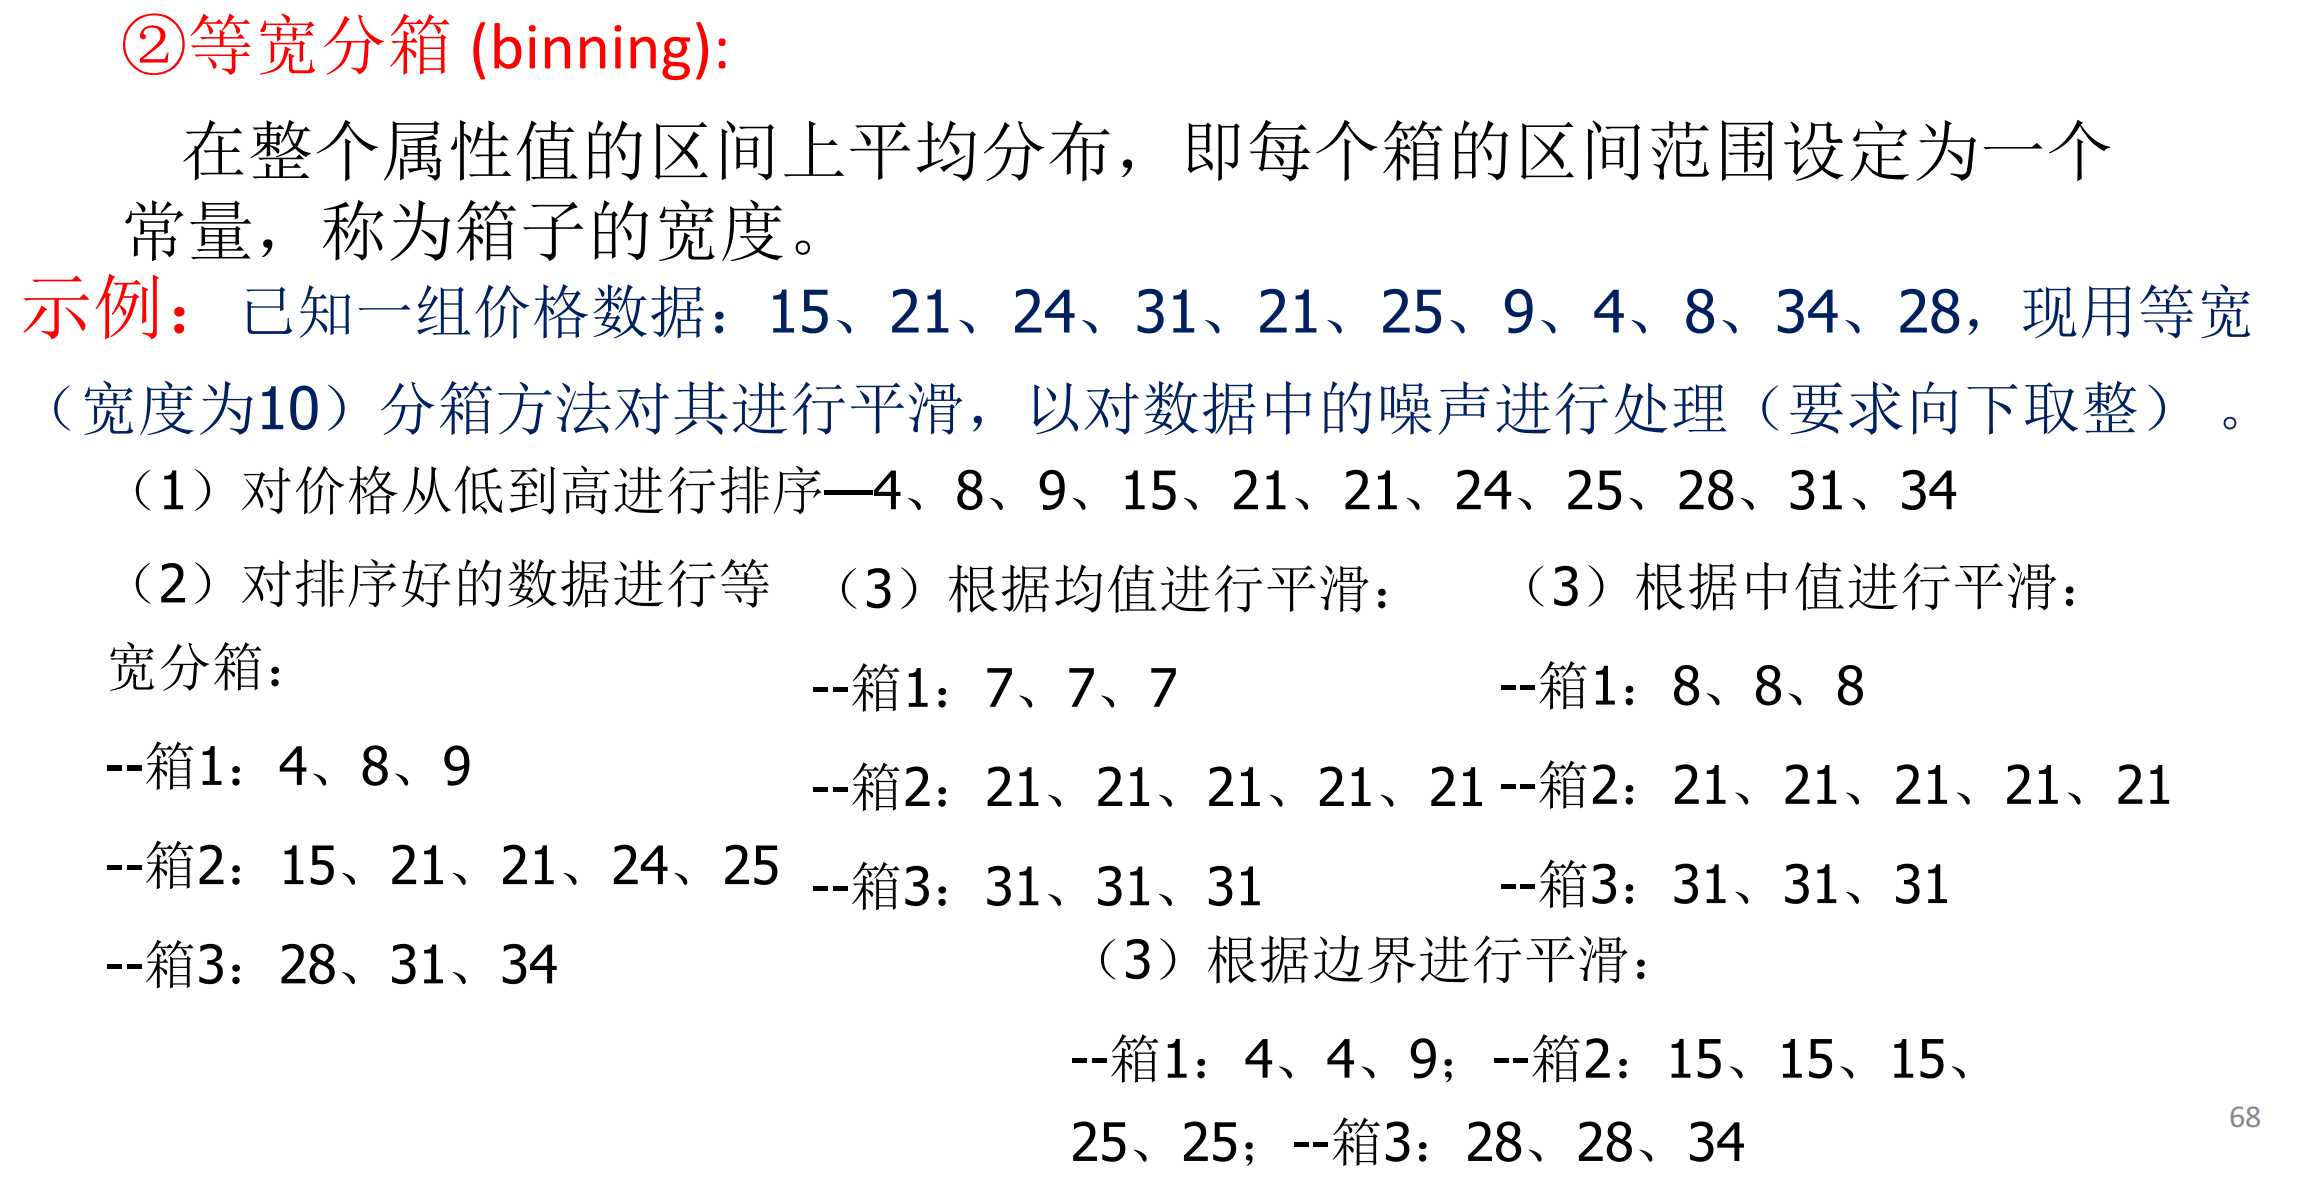 ②等宽分箱 (binning):
在整个属性值的区间上平均分布，即每个箱的区间范围设定为一个
常量，称为箱子的宽度。
示例：已知一组价格数据：15、21、24、31、21、25、9、4、8、34、28，现用等宽
（宽度为10）分箱方法对其进行平滑，以对数据中的噪声进行处理（要求向下取整）。
（1）对价格从低到高进行排序—4、8、9、15、21、21、24、25、28、31、34
（2）对排序好的数据进行等
宽分箱：
--箱1：4、8、9
--箱2：15、21、21、24、25
--箱3：28、31、34
（3）根据均值进行平滑：
--箱1：7、7、7
--箱2：21、21、21、21、21
--箱3：31、31、31
（3）根据中值进行平滑：
--箱1：8、8、8
--箱2：21、21、21、21、21
--箱3：31、31、31
（3）根据边界进行平滑：
--箱1：4、4、9；--箱2：15、15、15、
25、25；--箱3：28、28、34
68